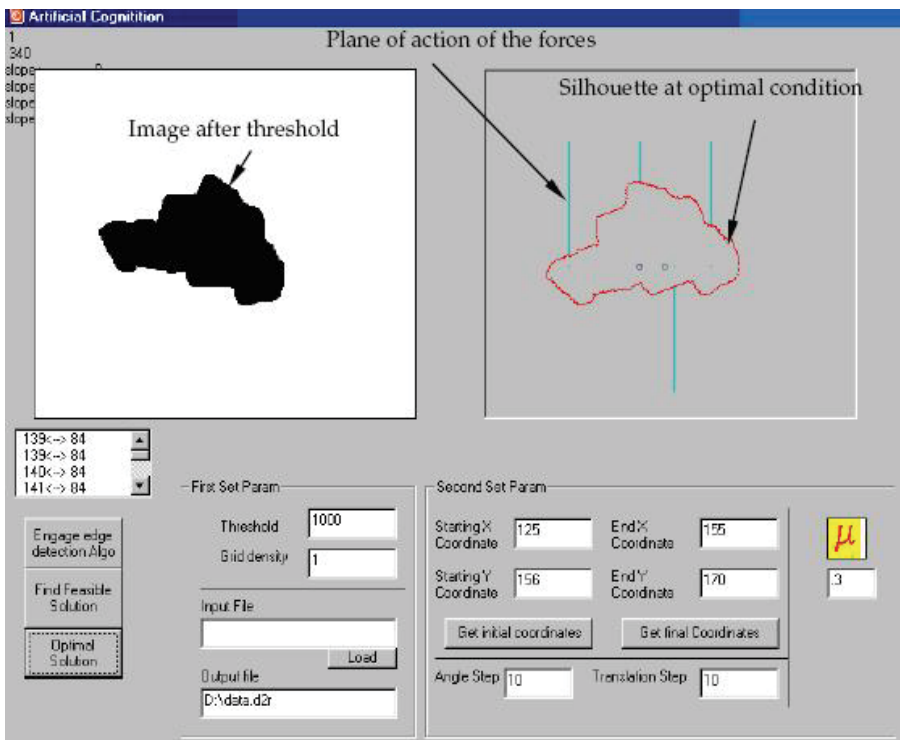 Artificial Cognitition
1
340
slope
slope
slope
slope
Plane of action of the forces
Silhouette at optimal condition
Image after threshold
139<--> 84
139<--> 84
140<--> 84
141<--> 84
Engage edge
detection Algo
Find Feasible
Solution
Optimal
Solution
First Set Param
Threshold 1000
Grid density 1
Input File
Load
Output file
D:\data.d2r
Second Set Param
Starting X
Coordinate 125
End X
Coordinate 155
Starting Y
Coordinate 156
End Y
Coordinate 170
Get initial coordinates
Get final Coordinates
Angle Step 10
Translation Step 10
μ
.3